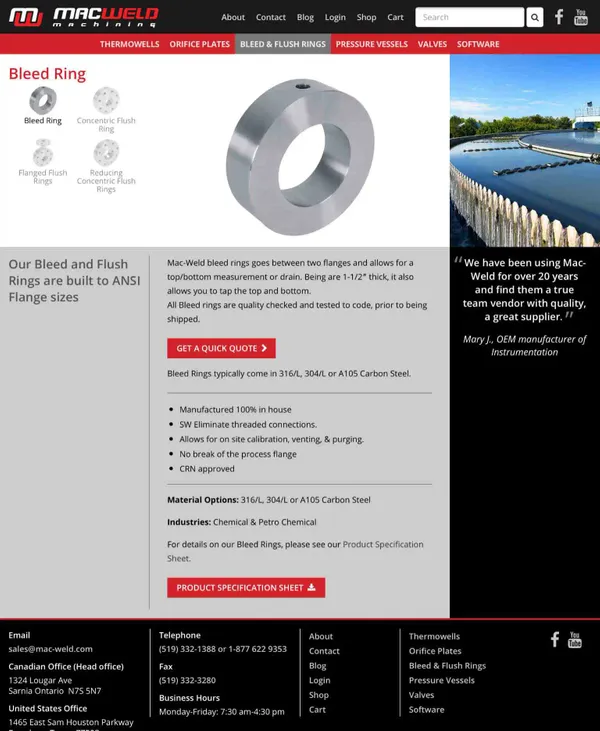 MACWELD
machining
About Contact Blog Login Shop Cart
Search
You
Tube
THERMOWELLS ORIFICE PLATES BLEED & FLUSH RINGS PRESSURE VESSELS VALVES SOFTWARE
Bleed Ring
Bleed Ring
Concentric Flush
Ring
Flanged Flush
Rings
Reducing
Concentric Flush
Rings
Our Bleed and Flush
Rings are built to ANSI
Flange sizes
Mac-Weld bleed rings goes between two flanges and allows for a
top/bottom measurement or drain. Being are 1-1/2" thick, it also
allows you to tap the top and bottom.
All Bleed rings are quality checked and tested to code, prior to being
shipped.
GET A QUICK QUOTE
Bleed Rings typically come in 316/L, 304/L or A105 Carbon Steel.
• Manufactured 100% in house
• SW Eliminate threaded connections.
• Allows for on site calibration, venting, & purging.
• No break of the process flange
• CRN approved
Material Options: 316/L, 304/L or A105 Carbon Steel
Industries: Chemical & Petro Chemical
For details on our Bleed Rings, please see our Product Specification
Sheet.
PRODUCT SPECIFICATION SHEET
"We have been using Mac-
Weld for over 20 years
and find them a true
team vendor with quality,
a great supplier."
Mary J., OEM manufacturer of
Instrumentation
Email
sales@mac-weld.com
Canadian Office (Head office)
1324 Lougar Ave
Sarnia Ontario N7S 5N7
United States Office
1465 East Sam Houston Parkway
Telephone
(519) 332-1388 or 1-877 622 9353
Fax
(519) 332-3280
Business Hours
Monday-Friday: 7:30 am-4:30 pm
About
Contact
Blog
Login
Shop
Cart
Thermowells
Orifice Plates
Bleed & Flush Rings
Pressure Vessels
Valves
Software
You
Tube